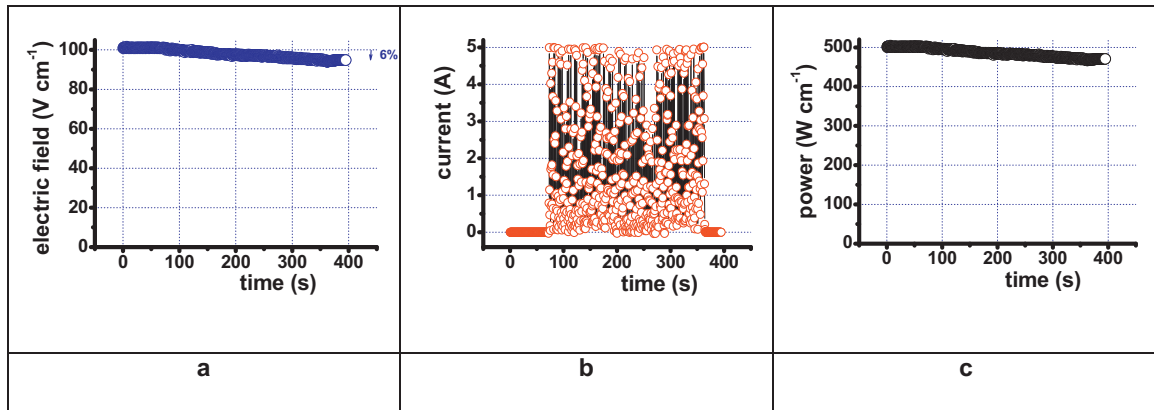 electric field (V cm⁻¹)
100
80
60
40
20
0
↓ 6%
0 100 200 300 400
time (s)
a
current (A)
5
4
3
2
1
0
0 100 200 300 400
time (s)
b
power (W cm⁻¹)
500
400
300
200
100
0
0 100 200 300 400
time (s)
c